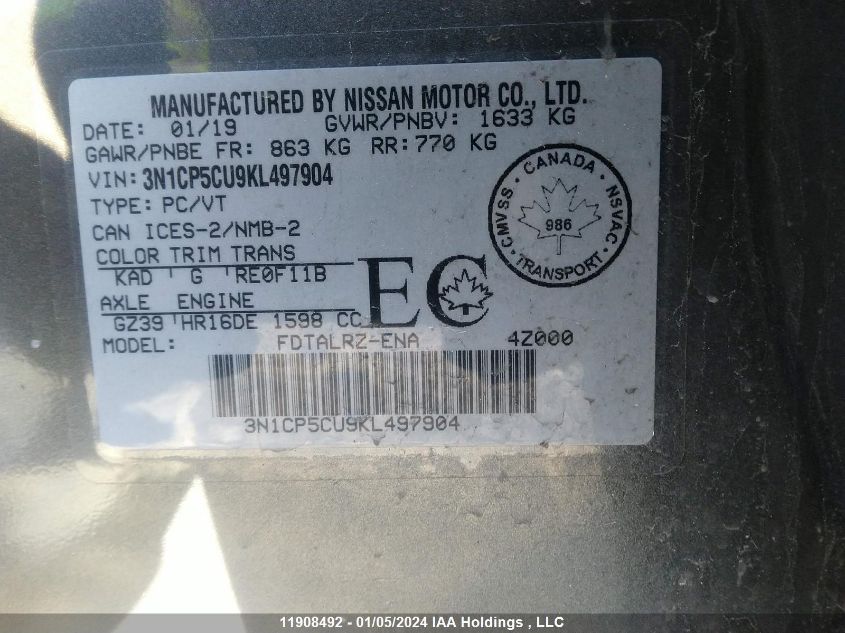 MANUFACTURED BY NISSAN MOTOR CO., LTD.
DATE: 01/19 GVWR/PNBV: 1633 KG
GAWR/PNBE FR: 863 KG RR: 770 KG
VIN: 3N1CP5CU9KL497904
TYPE: PC/VT
CAN ICES-2/NMB-2
COLOR TRIM TRANS
KAD G RE0F11B
AXLE ENGINE
GZ39 HR16DE 1598 CC
EC
CANADA
CMVSS · NSVAC
986
TRANSPORT
MODEL: FDTALRZ-ENA 4Z000
3N1CP5CU9KL497904
11908492 - 01/05/2024 IAA Holdings , LLC